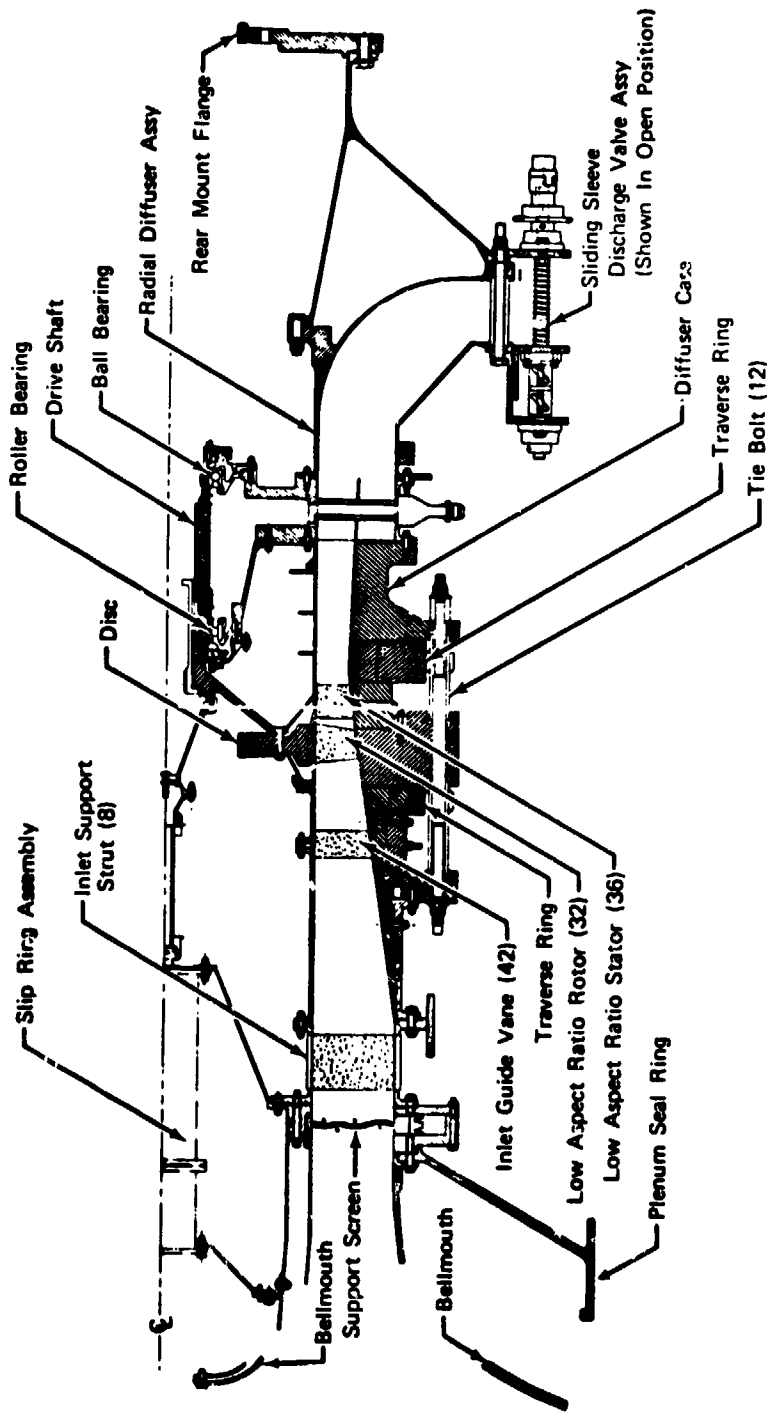 Slip Ring Assembly
Inlet Support
Strut (8)
Disc
Roller Bearing
Drive Shaft
Ball Bearing
Radial Diffuser Assy
Rear Mount Flange
℄
Bellmouth
Support Screen
Bellmouth
Plenum Seal Ring
Inlet Guide Vane (42)
Traverse Ring
Low Aspect Ratio Rotor (32)
Low Aspect Ratio Stator (36)
Tie Bolt (12)
Traverse Ring
Diffuser Case
Sliding Sleeve
Discharge Valve Assy
(Shown In Open Position)